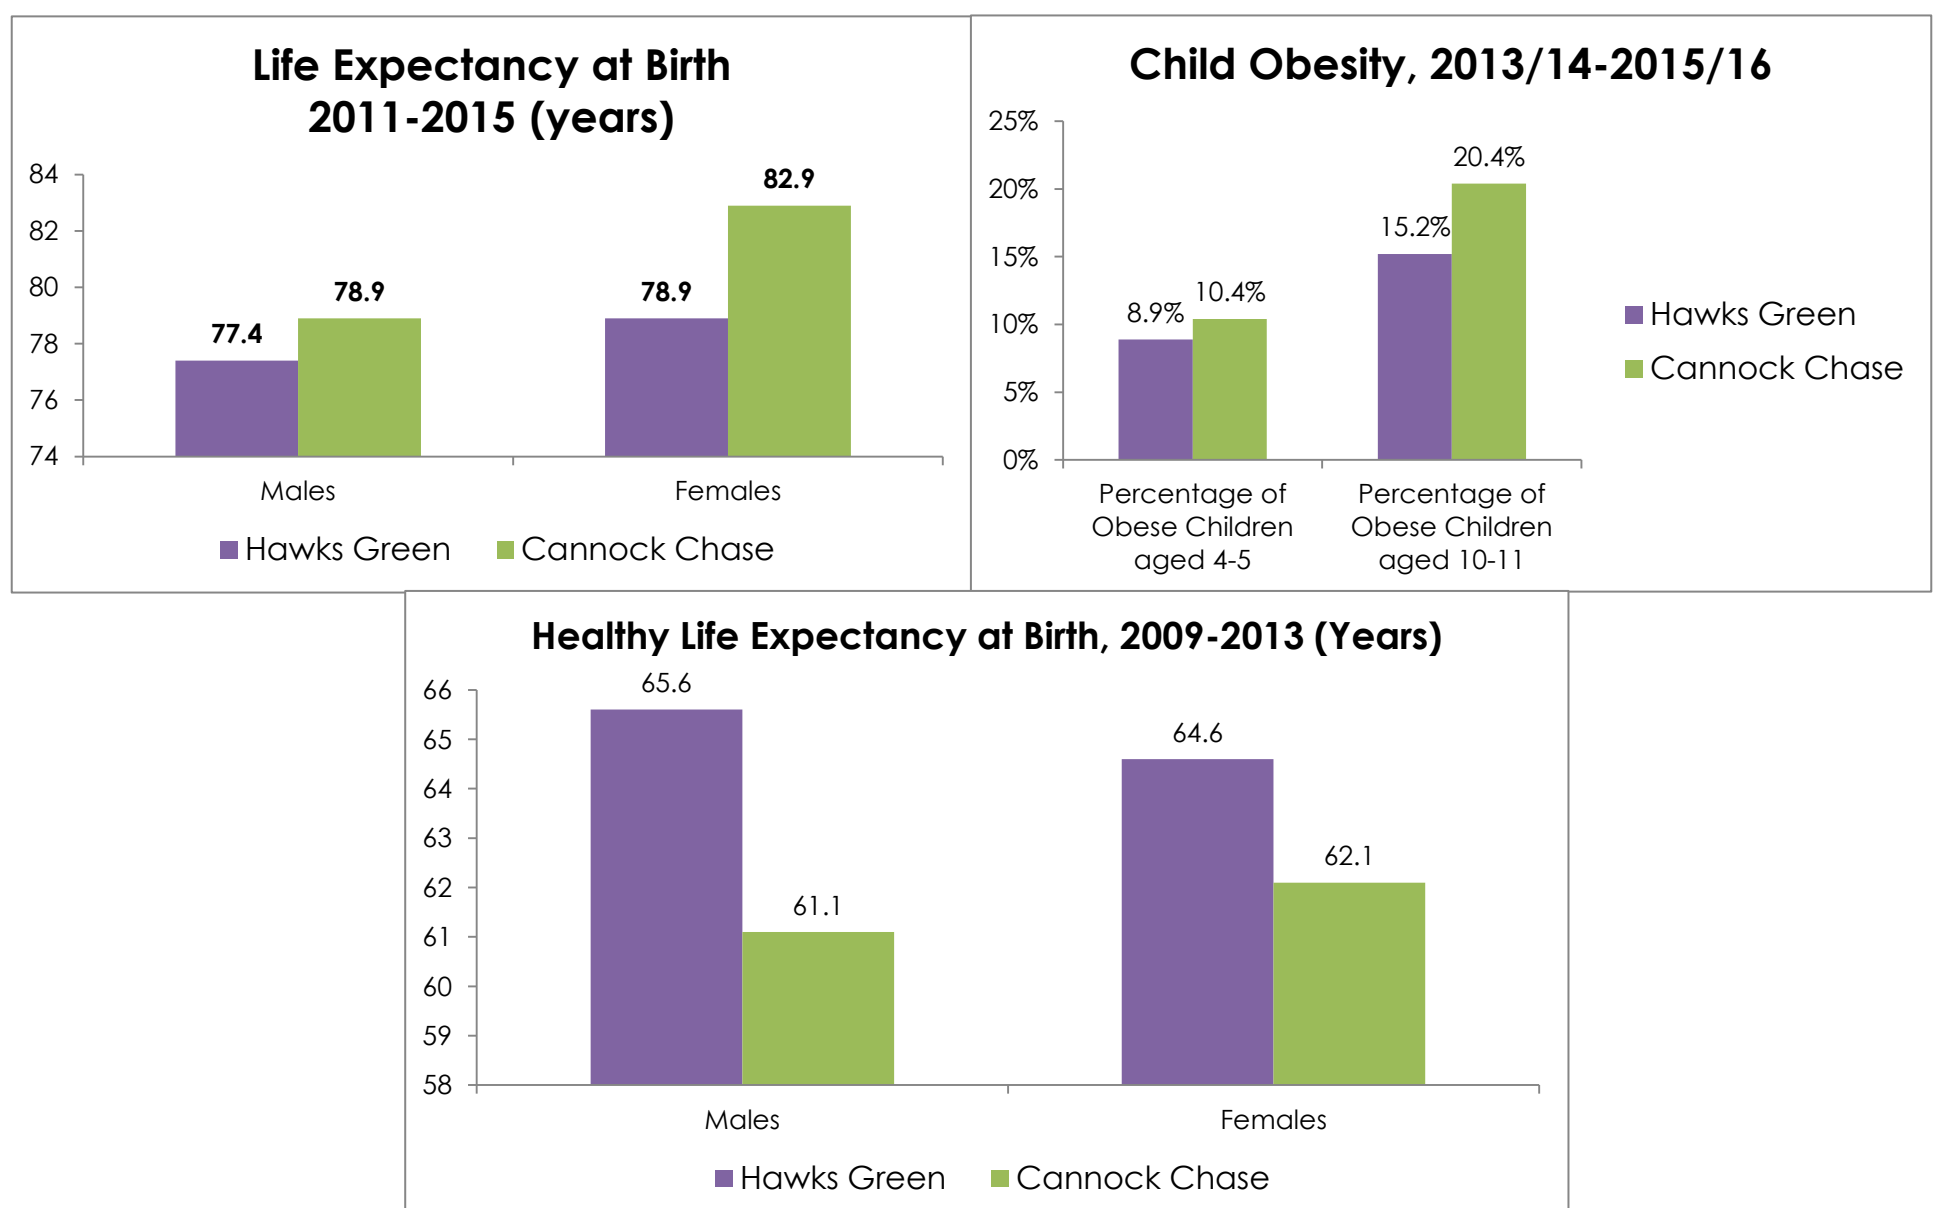 Life Expectancy at Birth
2011-2015 (years)
84
82
80
78
76
74
77.4
78.9
78.9
82.9
Males
Females
Hawks Green
Cannock Chase
Child Obesity, 2013/14-2015/16
25%
20%
15%
10%
5%
0%
8.9%
10.4%
15.2%
20.4%
Percentage of
Obese Children
aged 4-5
Percentage of
Obese Children
aged 10-11
Hawks Green
Cannock Chase
Healthy Life Expectancy at Birth, 2009-2013 (Years)
66
65
64
63
62
61
60
59
58
65.6
61.1
64.6
62.1
Males
Females
Hawks Green
Cannock Chase